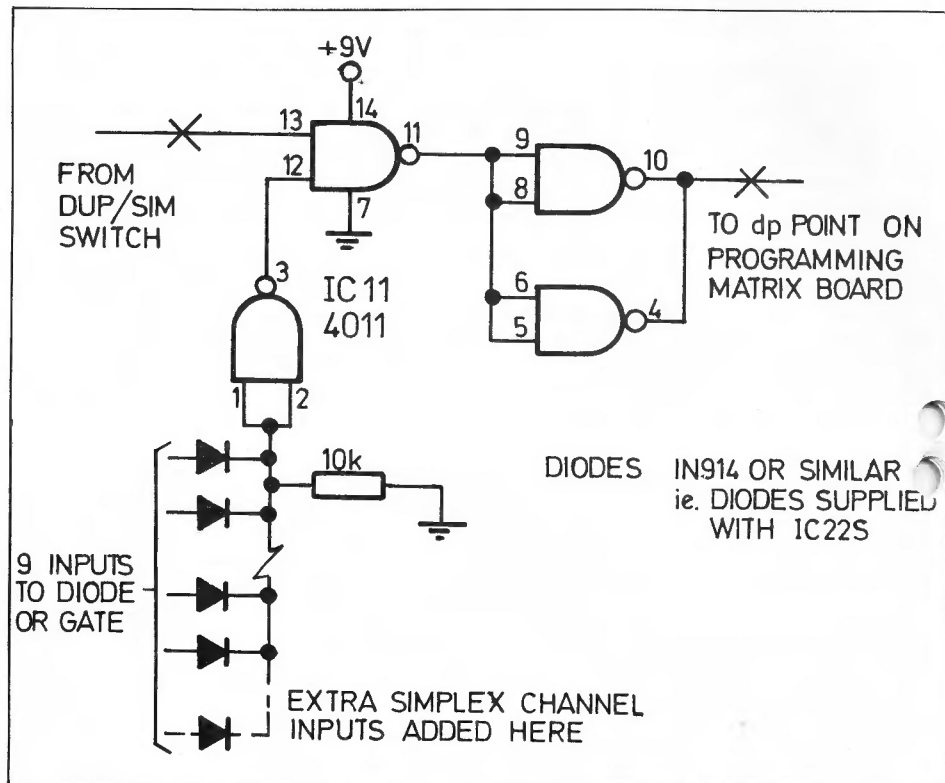 +9V
14
13
12
11
7
FROM
DUP/SIM
SWITCH
9
8
10
TO dp POINT ON
PROGRAMMING
MATRIX BOARD
6
5
4
3
IC 11
4011
1
2
10k
DIODES IN914 OR SIMILAR
ie. DIODES SUPPLIED
WITH IC22S
9 INPUTS
TO DIODE
OR GATE
EXTRA SIMPLEX CHANNEL
INPUTS ADDED HERE